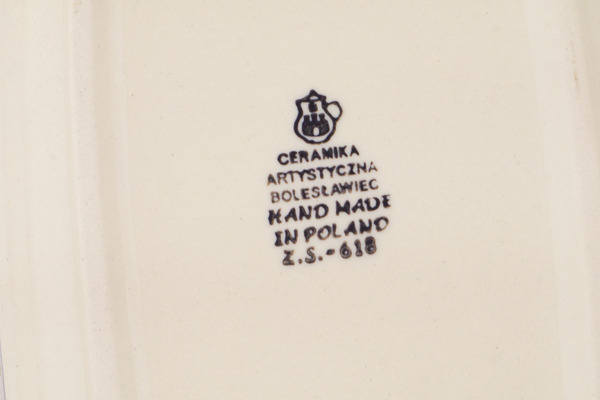 CERAMIKA
ARTYSTYCZNA
BOLESŁAWIEC
HAND MADE
IN POLAND
Z.S.-618